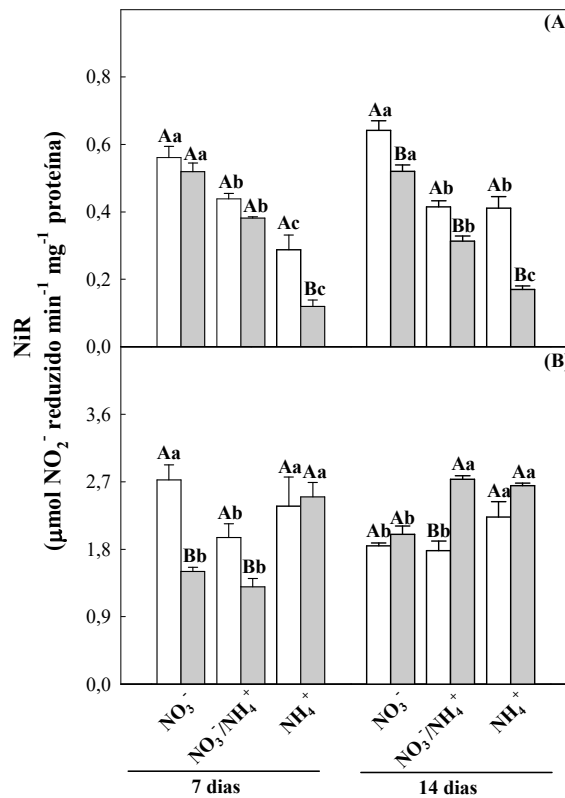 (A)
0,8
0,6
0,4
0,2
0,0
Aa Aa Ab Ab Ac Bc
Aa Ba Ab Bb Ab Bc
NiR
(µmol NO₂⁻ reduzido min⁻¹ mg⁻¹ proteína)
(B)
3,6
2,7
1,8
0,9
0,0
Aa Bb Ab Bb Aa Aa
Ab Ab Bb Aa Aa Aa
NO₃⁻ NO₃⁻/NH₄⁺ NH₄⁺
NO₃⁻ NO₃⁻/NH₄⁺ NH₄⁺
7 dias
14 dias